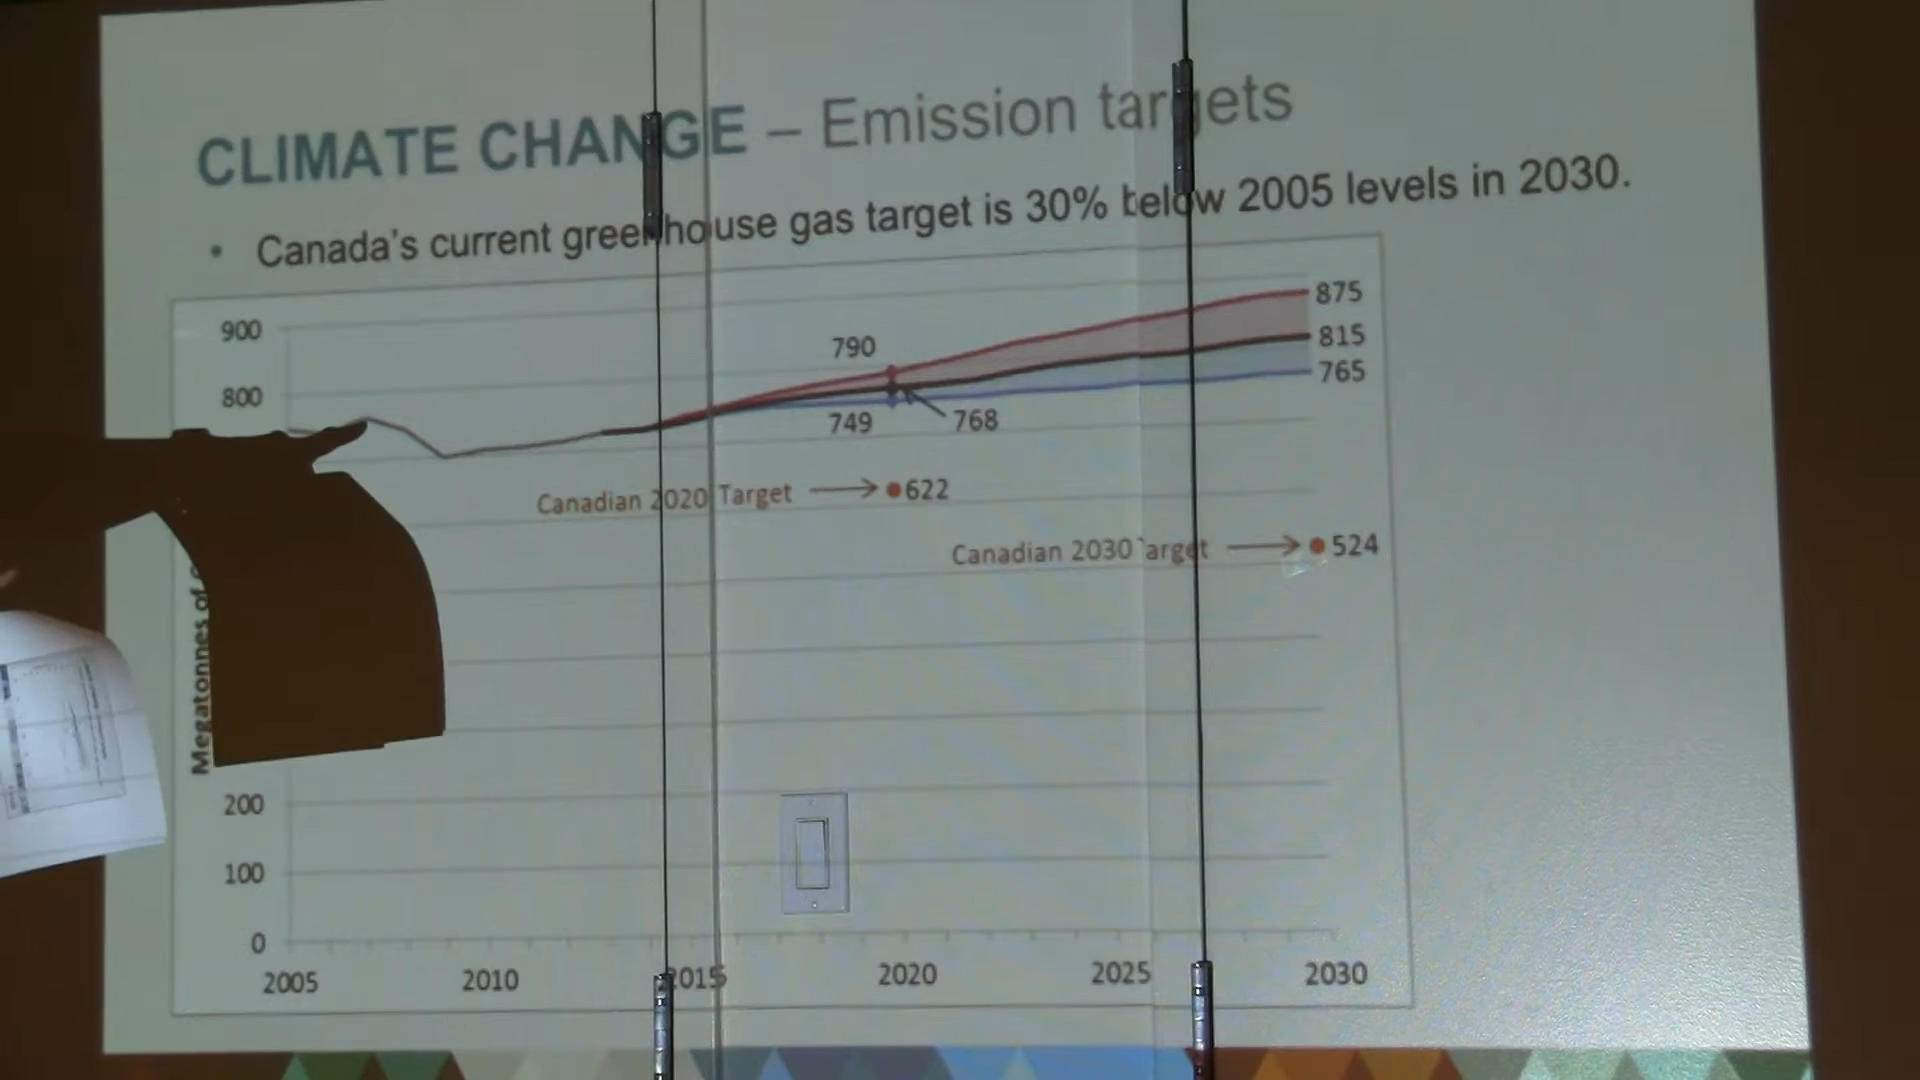 CLIMATE CHANGE – Emission targets
• Canada's current greenhouse gas target is 30% below 2005 levels in 2030.
875
900
790
815
765
800
749
768
Canadian 2020 Target
622
Canadian 2030 Target
524
Megatonnes of
200
100
0
2005 2010 2015 2020 2025 2030